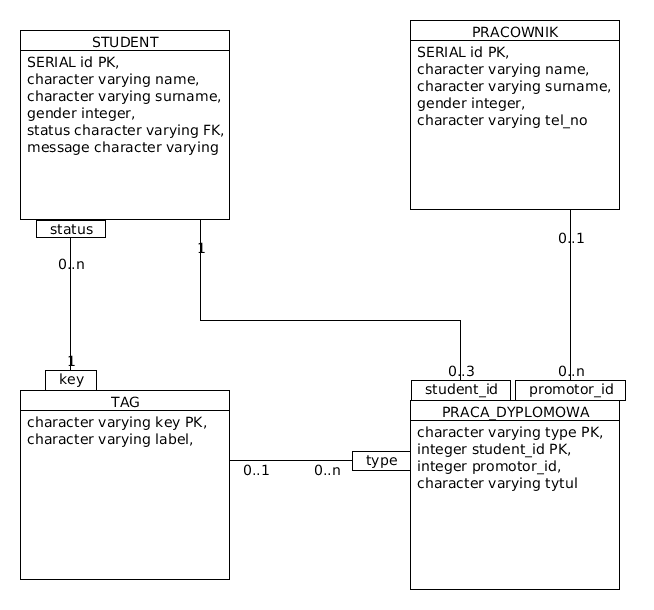 STUDENT
SERIAL id PK,
character varying name,
character varying surname,
gender integer,
status character varying FK,
message character varying
PRACOWNIK
SERIAL id PK,
character varying name,
character varying surname,
gender integer,
character varying tel_no
status
0..n
1
0..1
1
key
0..3
0..n
student_id
promotor_id
TAG
character varying key PK,
character varying label,
0..1
0..n
type
PRACA_DYPLOMOWA
character varying type PK,
integer student_id PK,
integer promotor_id,
character varying tytul